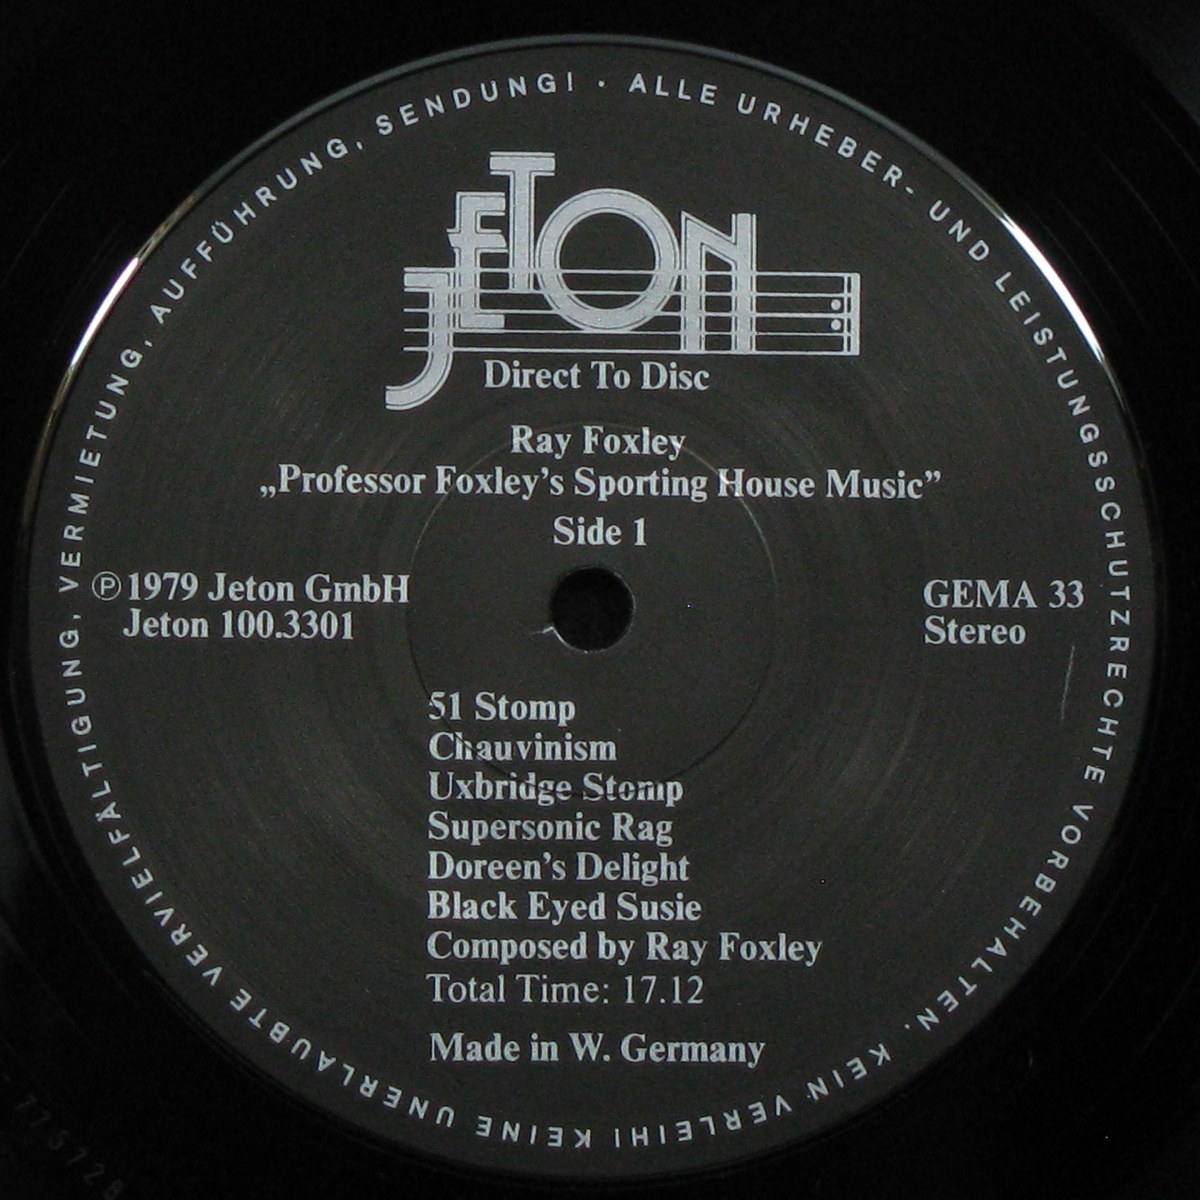 ALLE URHEBER- UND LEISTUNGSSCHUTZRECHTE VORBEHALTEN. KEIN VERLEIH! KEINE UNERLAUBTE VERVIELFÄLTIGUNG, VERMIETUNG, AUFFÜHRUNG, SENDUNG! ·
JETON
Direct To Disc
Ray Foxley
„Professor Foxley's Sporting House Music”
Side 1
℗ 1979 Jeton GmbH
Jeton 100.3301
GEMA 33
Stereo
51 Stomp
Chauvinism
Uxbridge Stomp
Supersonic Rag
Doreen's Delight
Black Eyed Susie
Composed by Ray Foxley
Total Time: 17.12
Made in W. Germany